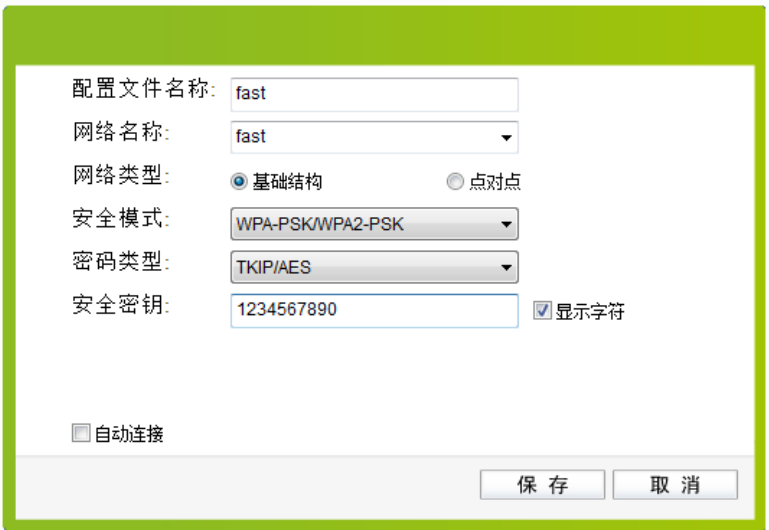 配置文件名称: fast
网络名称: fast
网络类型: 基础结构 点对点
安全模式: WPA-PSK/WPA2-PSK
密码类型: TKIP/AES
安全密钥: 1234567890 显示字符
自动连接
保 存 取 消